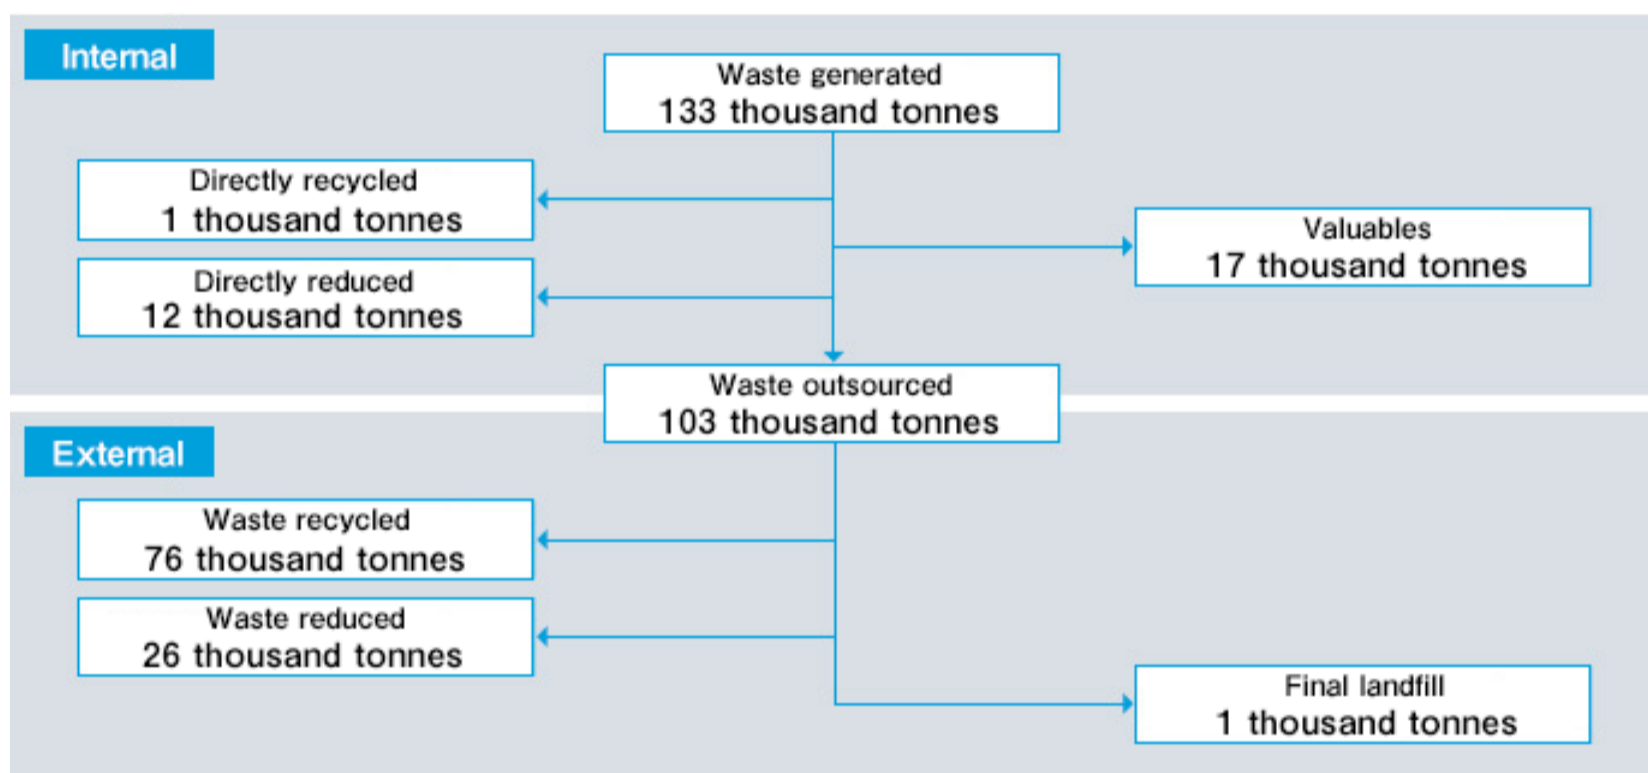 Internal
Waste generated
133 thousand tonnes
Directly recycled
1 thousand tonnes
Valuables
17 thousand tonnes
Directly reduced
12 thousand tonnes
Waste outsourced
103 thousand tonnes
External
Waste recycled
76 thousand tonnes
Waste reduced
26 thousand tonnes
Final landfill
1 thousand tonnes